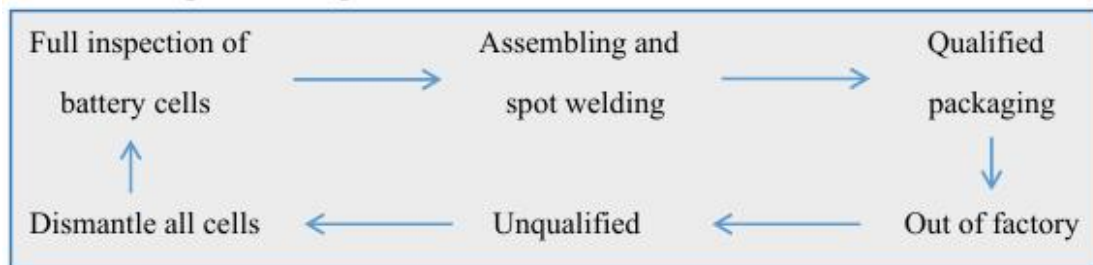 Full inspection of
battery cells
Assembling and
spot welding
Qualified
packaging
Dismantle all cells
Unqualified
Out of factory